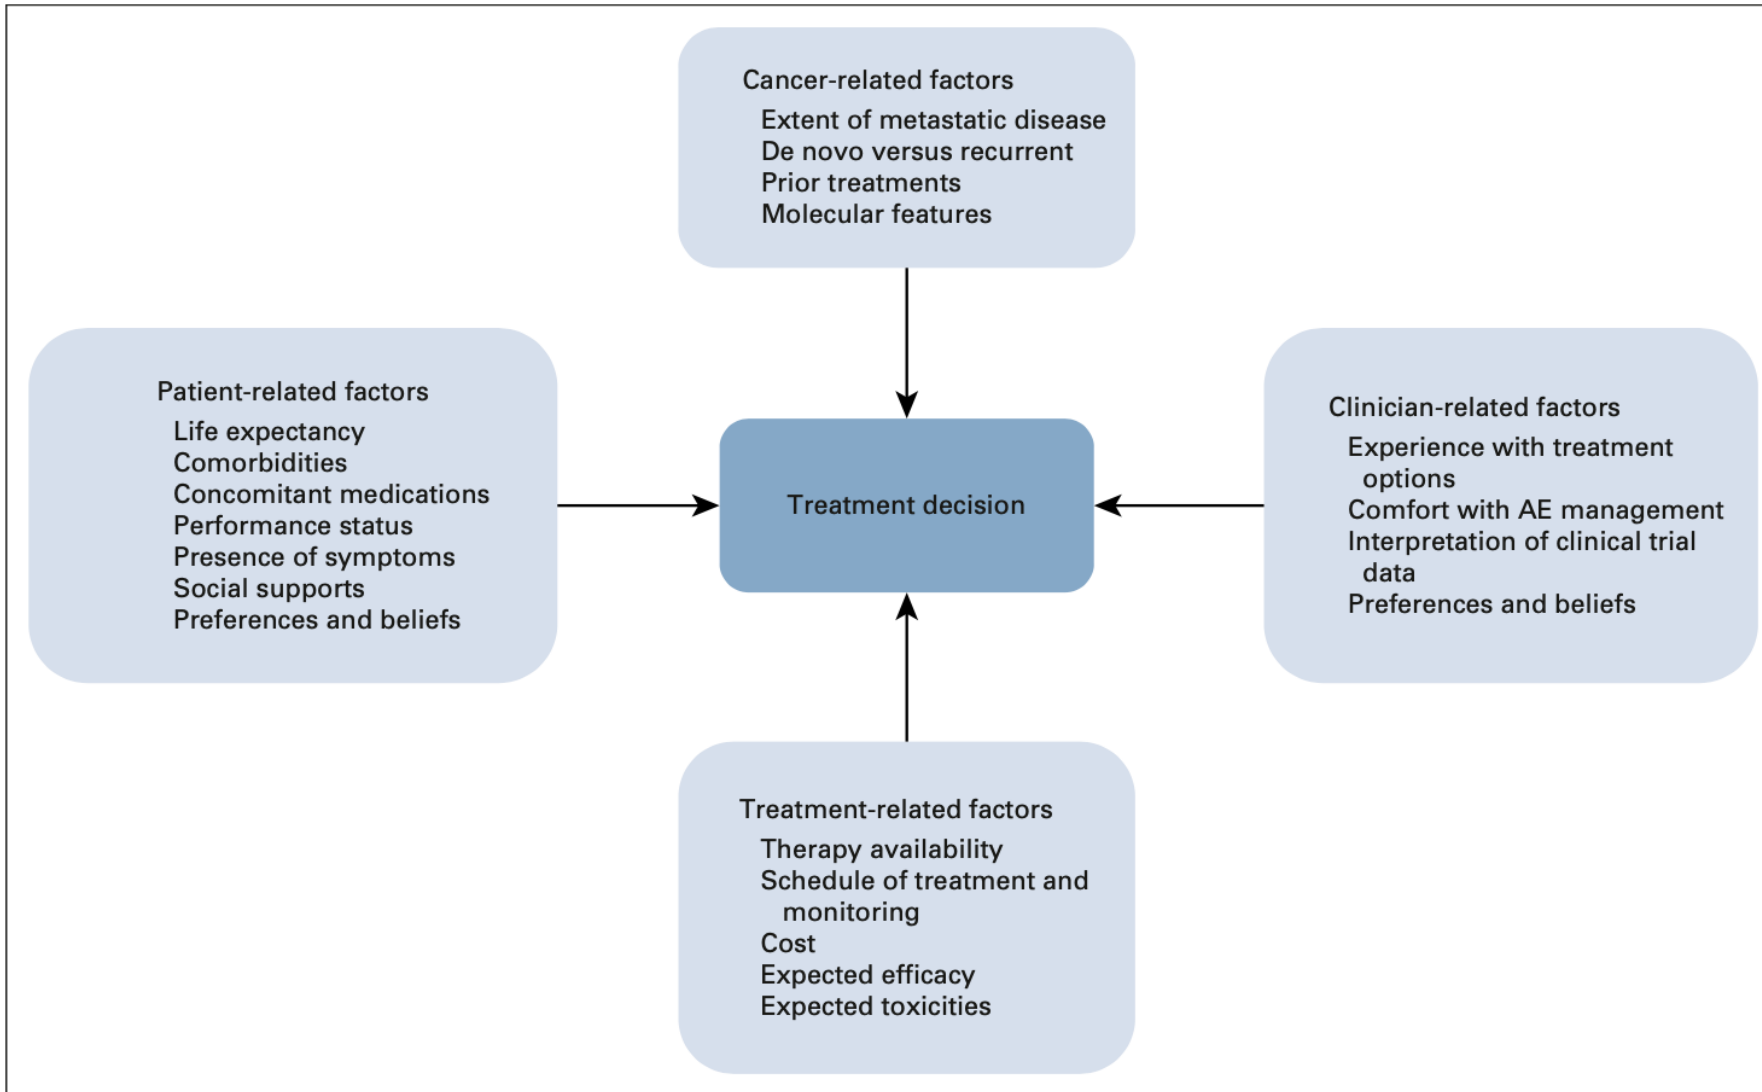 Cancer-related factors
Extent of metastatic disease
De novo versus recurrent
Prior treatments
Molecular features
Patient-related factors
Life expectancy
Comorbidities
Concomitant medications
Performance status
Presence of symptoms
Social supports
Preferences and beliefs
Treatment decision
Clinician-related factors
Experience with treatment
options
Comfort with AE management
Interpretation of clinical trial
data
Preferences and beliefs
Treatment-related factors
Therapy availability
Schedule of treatment and
monitoring
Cost
Expected efficacy
Expected toxicities